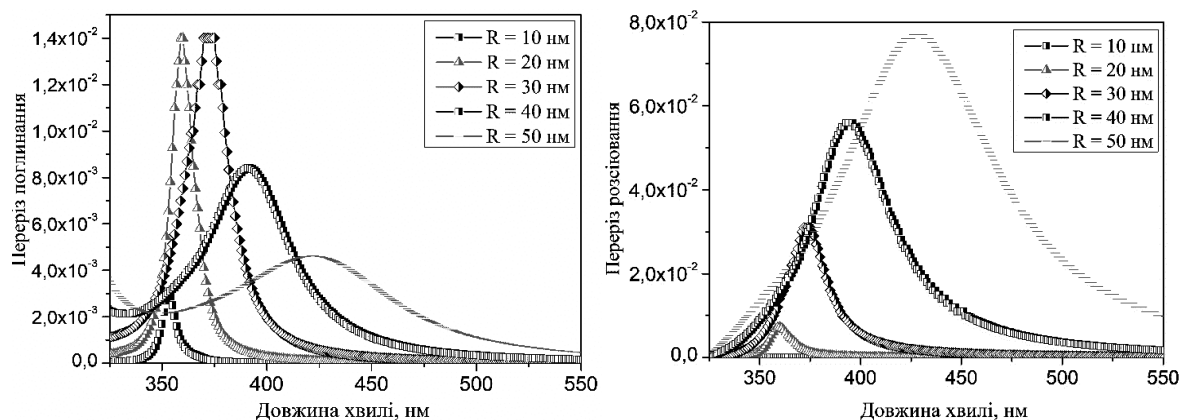 1,4x10⁻²
1,2x10⁻²
1,0x10⁻²
8,0x10⁻³
6,0x10⁻³
4,0x10⁻³
2,0x10⁻³
0,0
Переріз поглинання
R = 10 нм
R = 20 нм
R = 30 нм
R = 40 нм
R = 50 нм
350 400 450 500 550
Довжина хвилі, нм
8,0x10⁻²
6,0x10⁻²
4,0x10⁻²
2,0x10⁻²
0,0
Переріз розсіювання
R = 10 нм
R = 20 нм
R = 30 нм
R = 40 нм
R = 50 нм
350 400 450 500 550
Довжина хвилі, нм